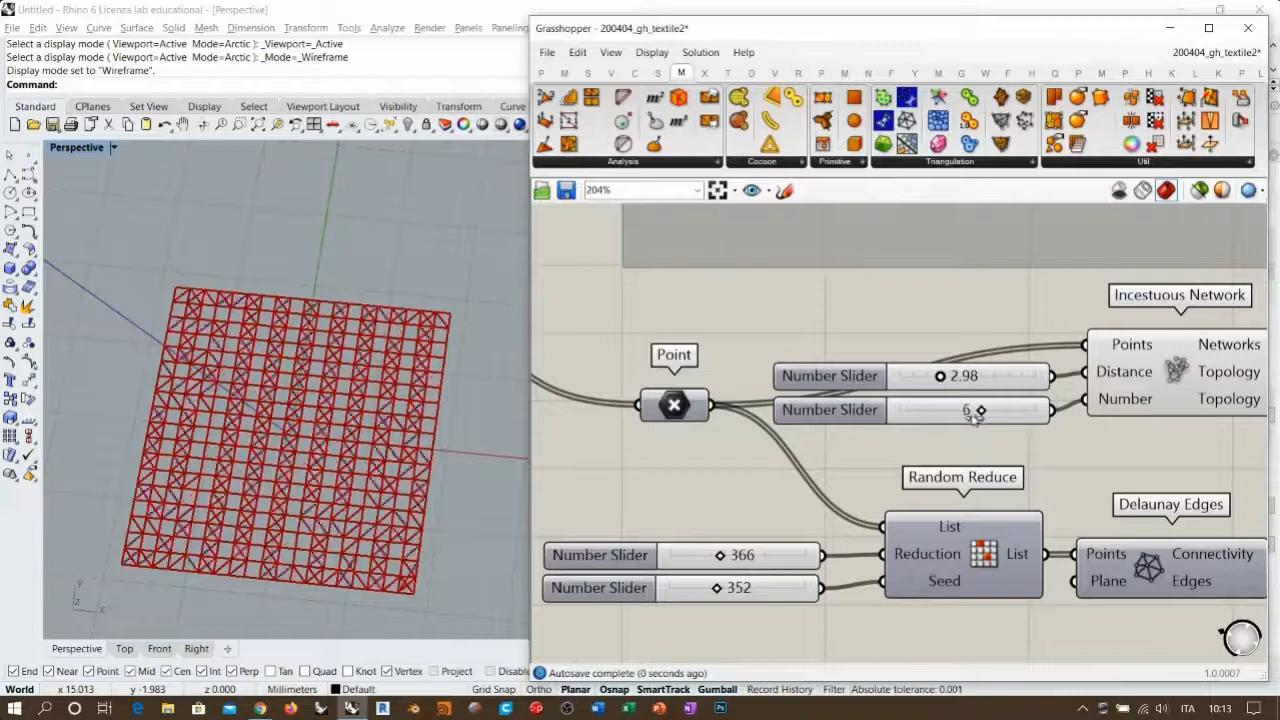 Untitled - Rhino 6 Licenza lab educational - [Perspective]
File Edit View Curve Surface Solid Mesh Dimension Transform Tools Analyze Render Panels Paneling
Select a display mode ( Viewport=Active Mode=Arctic ): _Viewport=_Active
Select a display mode ( Viewport=Active Mode=Arctic ): _Mode=_Wireframe
Display mode set to "Wireframe".
Command:
Standard CPlanes Set View Display Select Viewport Layout Visibility Transform Curve
Perspective
y
z x
Perspective Top Front Right
End Near Point Mid Cen Int Perp Tan Quad Knot Vertex Project Disable
World x 15.013 y -1.983 z 0.000 Millimeters Default Grid Snap Ortho Planar Osnap SmartTrack Gumball Record History Filter Absolute tolerance: 0.001
Grasshopper - 200404_gh_textile2*
File Edit View Display Solution Help 200404_gh_textile2*
P M S V C S M X T D V R N F Y M G W F H O P M T X H K L K P L
Analysis Cocoon Primitive Triangulation Util
204%
Incestuous Network
Point
Points Networks
Number Slider 2.98 Distance Topology
Number Slider 6 Number Topology
Random Reduce
Delaunay Edges
List
Number Slider 366 Reduction List Points Connectivity
Number Slider 352 Seed Plane Edges
Autosave complete (0 seconds ago) 1.0.0007
ITA 10:13